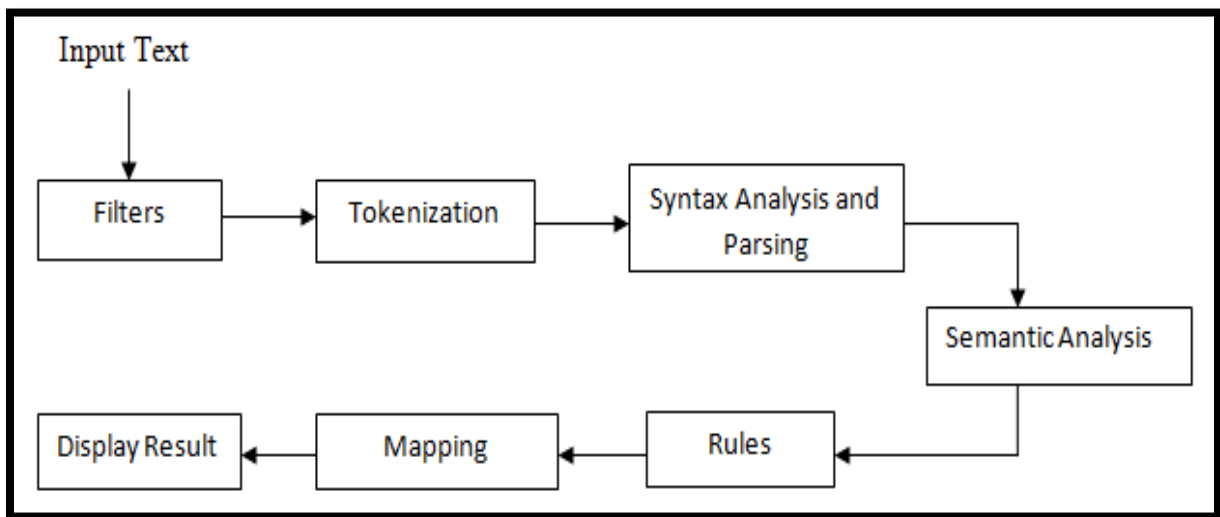 Input Text
Filters
Tokenization
Syntax Analysis and
Parsing
Semantic Analysis
Rules
Mapping
Display Result